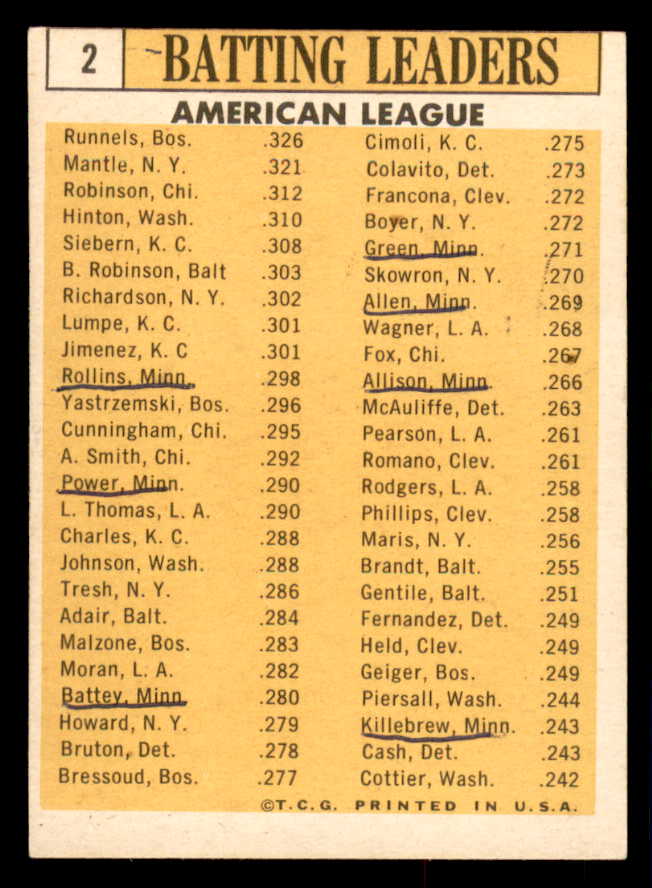 2 BATTING LEADERS
AMERICAN LEAGUE
Runnels, Bos. .326
Mantle, N. Y. .321
Robinson, Chi. .312
Hinton, Wash. .310
Siebern, K. C. .308
B. Robinson, Balt .303
Richardson, N. Y. .302
Lumpe, K. C. .301
Jimenez, K. C .301
Rollins, Minn. .298
Yastrzemski, Bos. .296
Cunningham, Chi. .295
A. Smith, Chi. .292
Power, Minn. .290
L. Thomas, L. A. .290
Charles, K. C. .288
Johnson, Wash. .288
Tresh, N. Y. .286
Adair, Balt. .284
Malzone, Bos. .283
Moran, L. A. .282
Battey, Minn .280
Howard, N. Y. .279
Bruton, Det. .278
Bressoud, Bos. .277
Cimoli, K. C. .275
Colavito, Det. .273
Francona, Clev. .272
Boyer, N. Y. .272
Green, Minn. .271
Skowron, N. Y. .270
Allen, Minn. .269
Wagner, L. A. .268
Fox, Chi. .267
Allison, Minn. .266
McAuliffe, Det. .263
Pearson, L. A. .261
Romano, Clev. .261
Rodgers, L. A. .258
Phillips, Clev. .258
Maris, N. Y. .256
Brandt, Balt. .255
Gentile, Balt. .251
Fernandez, Det. .249
Held, Clev. .249
Geiger, Bos. .249
Piersall, Wash. .244
Killebrew, Minn. .243
Cash, Det. .243
Cottier, Wash. .242
©T.C.G. PRINTED IN U.S.A.